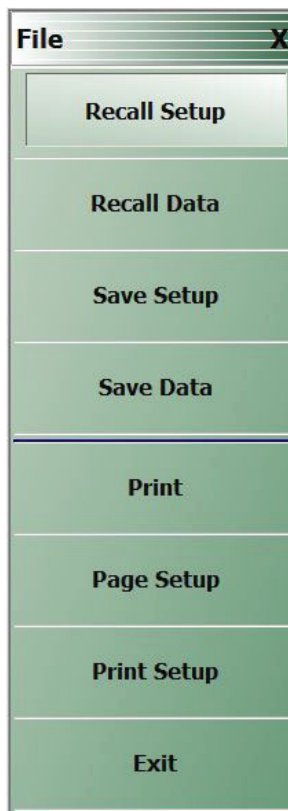 File X
Recall Setup
Recall Data
Save Setup
Save Data
Print
Page Setup
Print Setup
Exit